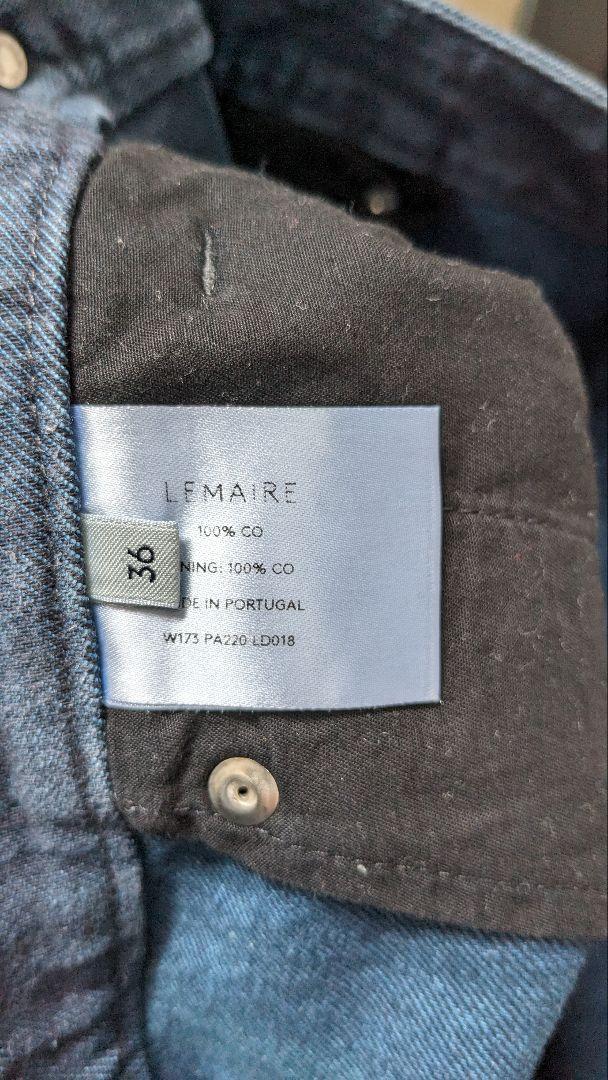 LEMAIRE
100% CO
36
NING: 100% CO
DE IN PORTUGAL
W173 PA220 LD018